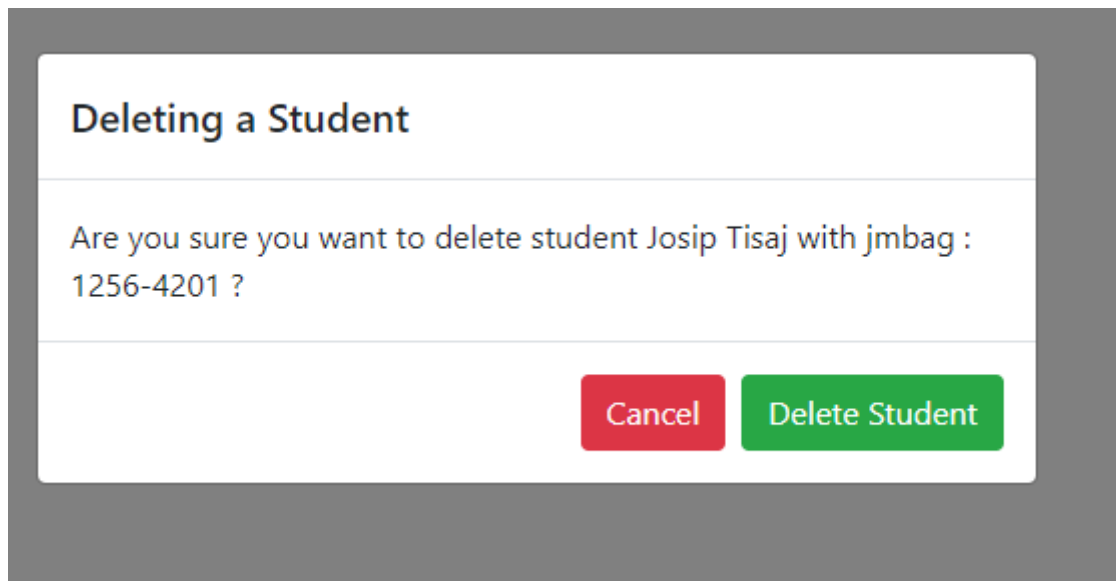 Deleting a Student
Are you sure you want to delete student Josip Tisaj with jmbag :
1256-4201 ?
Cancel Delete Student